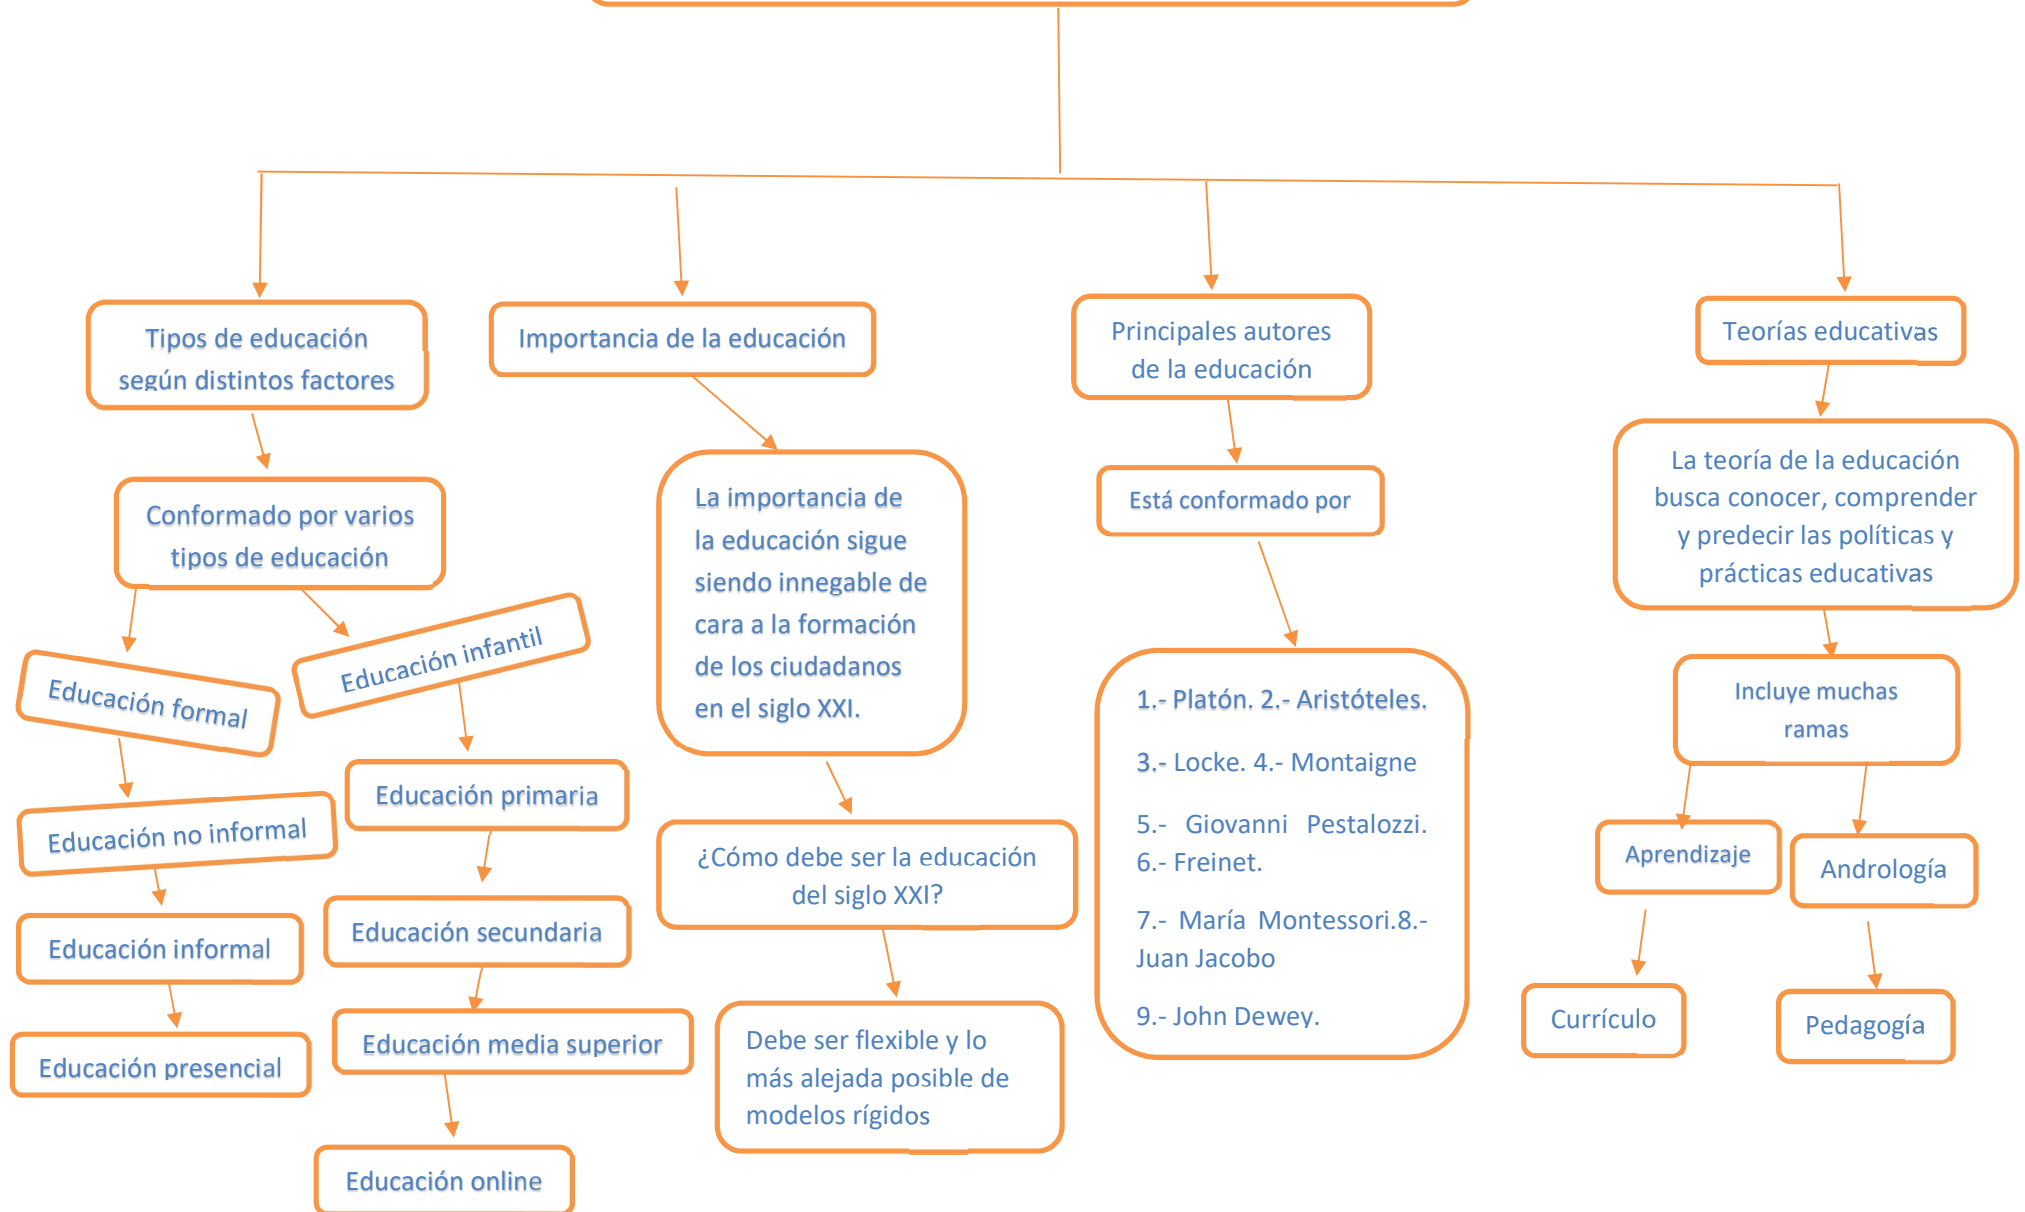 Tipos de educación
según distintos factores
Conformado por varios
tipos de educación
Educación formal
Educación no informal
Educación informal
Educación presencial
Educación infantil
Educación primaria
Educación secundaria
Educación media superior
Educación online
Importancia de la educación
La importancia de
la educación sigue
siendo innegable de
cara a la formación
de los ciudadanos
en el siglo XXI.
¿Cómo debe ser la educación
del siglo XXI?
Debe ser flexible y lo
más alejada posible de
modelos rígidos
Principales autores
de la educación
Está conformado por
1.- Platón. 2.- Aristóteles.
3.- Locke. 4.- Montaigne
5.- Giovanni Pestalozzi.
6.- Freinet.
7.- María Montessori.8.-
Juan Jacobo
9.- John Dewey.
Teorías educativas
La teoría de la educación
busca conocer, comprender
y predecir las políticas y
prácticas educativas
Incluye muchas
ramas
Aprendizaje
Currículo
Andrología
Pedagogía